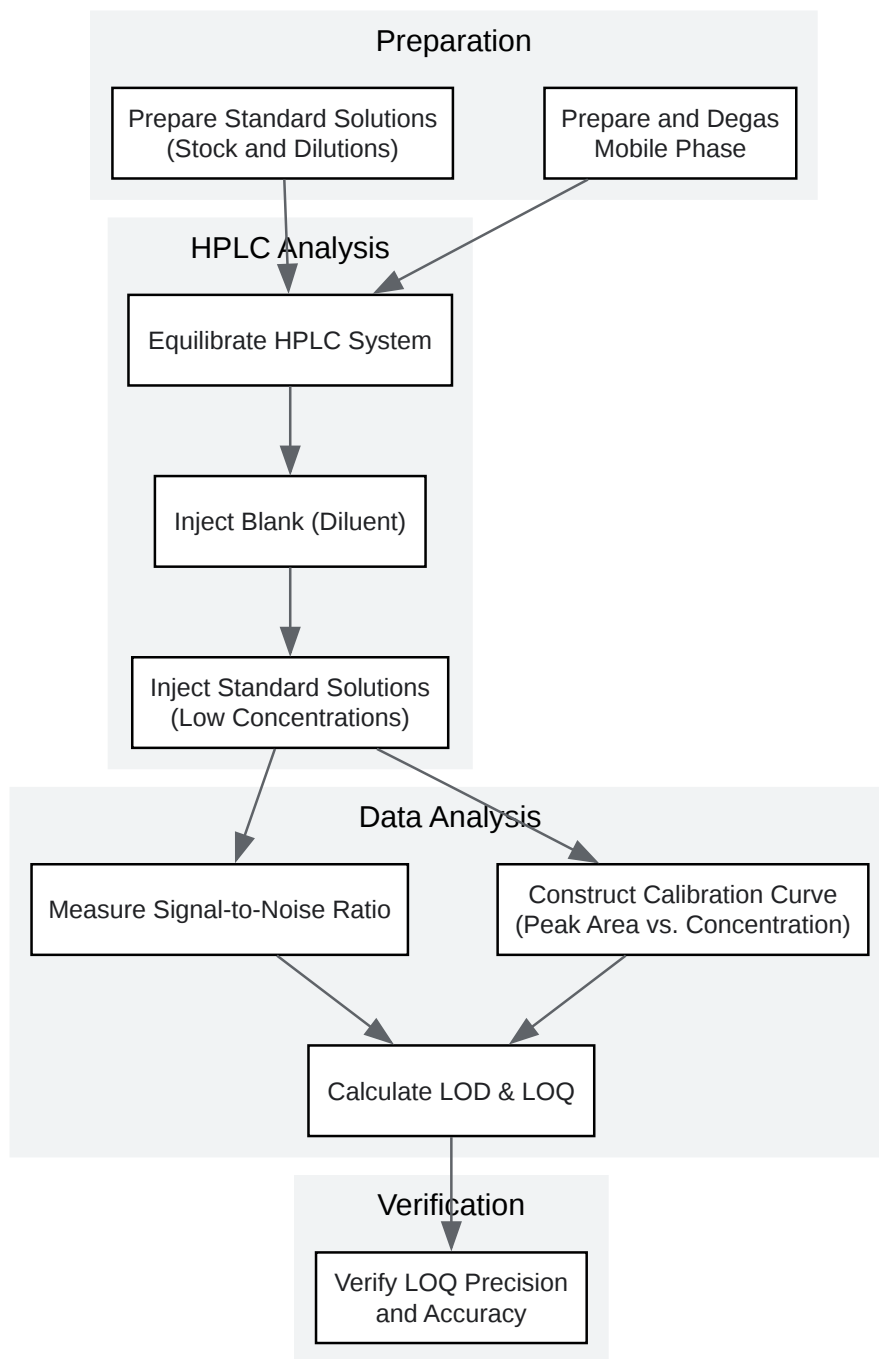 Preparation
Prepare Standard Solutions
(Stock and Dilutions)
Prepare and Degas
Mobile Phase
HPLC Analysis
Equilibrate HPLC System
Inject Blank (Diluent)
Inject Standard Solutions
(Low Concentrations)
Data Analysis
Measure Signal-to-Noise Ratio
Construct Calibration Curve
(Peak Area vs. Concentration)
Calculate LOD & LOQ
Verification
Verify LOQ Precision
and Accuracy